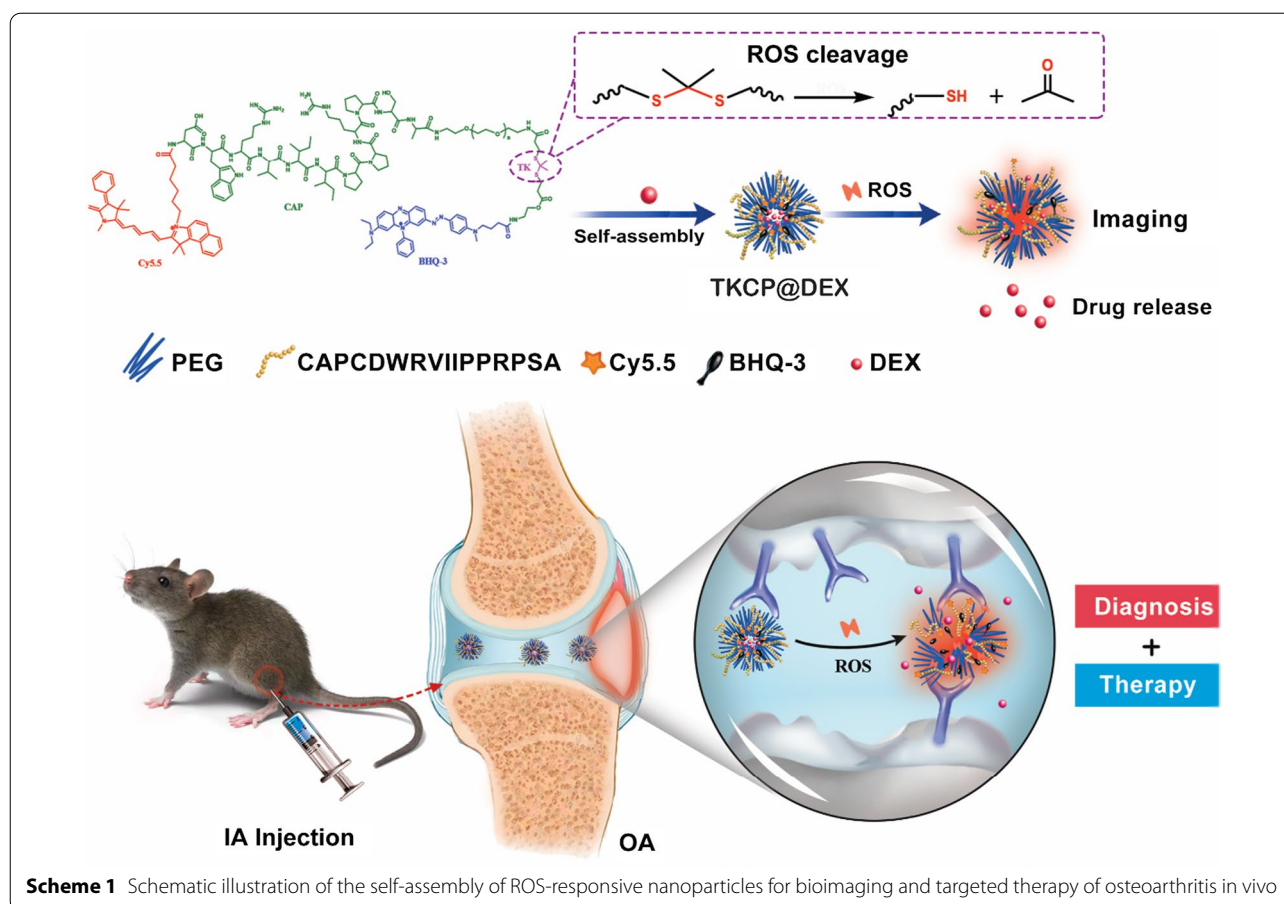 ROS cleavage
S
S
SH
+
O
TK
CAP
Cy5.5
BHQ-3
Self-assembly
ROS
TKCP@DEX
Imaging
Drug release
PEG
CAPCDWRVIIPPRPSA
Cy5.5
BHQ-3
DEX
ROS
Diagnosis
+
Therapy
IA Injection
OA
Scheme 1 Schematic illustration of the self-assembly of ROS-responsive nanoparticles for bioimaging and targeted therapy of osteoarthritis in vivo